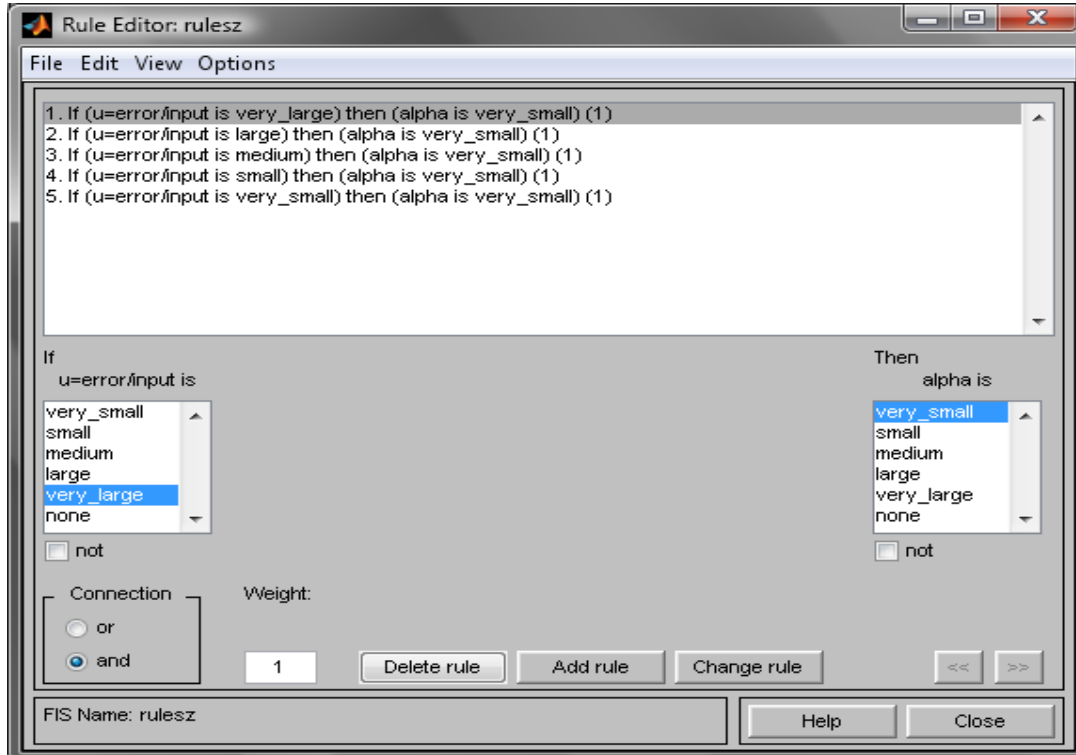 Rule Editor: rulesz
File Edit View Options
1. If (u=error/input is very_large) then (alpha is very_small) (1)
2. If (u=error/input is large) then (alpha is very_small) (1)
3. If (u=error/input is medium) then (alpha is very_small) (1)
4. If (u=error/input is small) then (alpha is very_small) (1)
5. If (u=error/input is very_small) then (alpha is very_small) (1)
If
u=error/input is
very_small
small
medium
large
very_large
none
not
Then
alpha is
very_small
small
medium
large
very_large
none
not
Connection
or
and
Weight:
1
Delete rule
Add rule
Change rule
<<
>>
FIS Name: rulesz
Help
Close